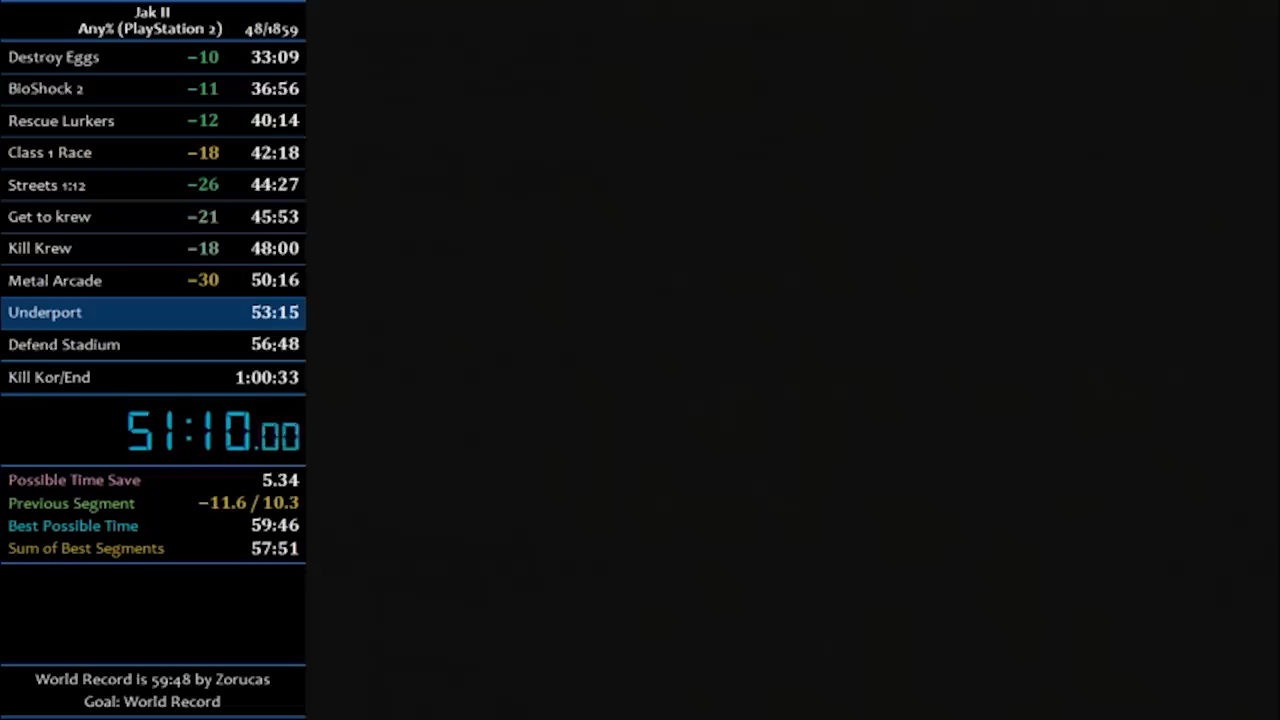 Jak II
Any% (PlayStation 2) 48/1859
Destroy Eggs -10 33:09
BioShock 2 -11 36:56
Rescue Lurkers -12 40:14
Class 1 Race -18 42:18
Streets 1:12 -26 44:27
Get to krew -21 45:53
Kill Krew -18 48:00
Metal Arcade -30 50:16
Underport 53:15
Defend Stadium 56:48
Kill Kor/End 1:00:33
51:10.00
Possible Time Save 5.34
Previous Segment -11.6 / 10.3
Best Possible Time 59:46
Sum of Best Segments 57:51
World Record is 59:48 by Zorucas
Goal: World Record